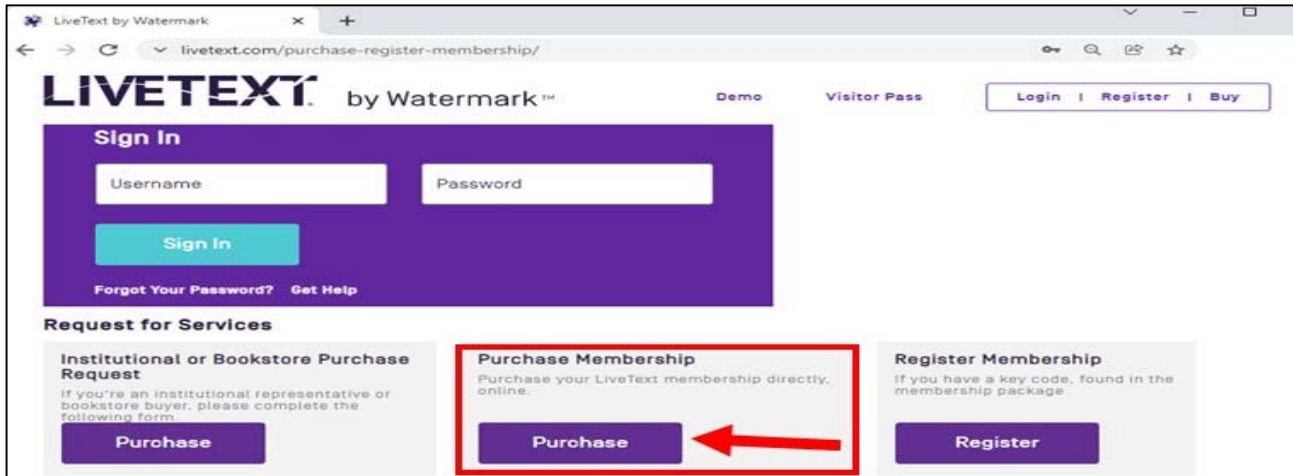 LiveText by Watermark
livetext.com/purchase-register-membership/
LIVETEXT. by Watermark™
Demo Visitor Pass Login | Register | Buy
Sign In
Username Password
Sign In
Forgot Your Password? Get Help
Request for Services
Institutional or Bookstore Purchase
Request
If you're an institutional representative or
bookstore buyer, please complete the
following form.
Purchase
Purchase Membership
Purchase your LiveText membership directly,
online.
Purchase
Register Membership
If you have a key code, found in the
membership package
Register